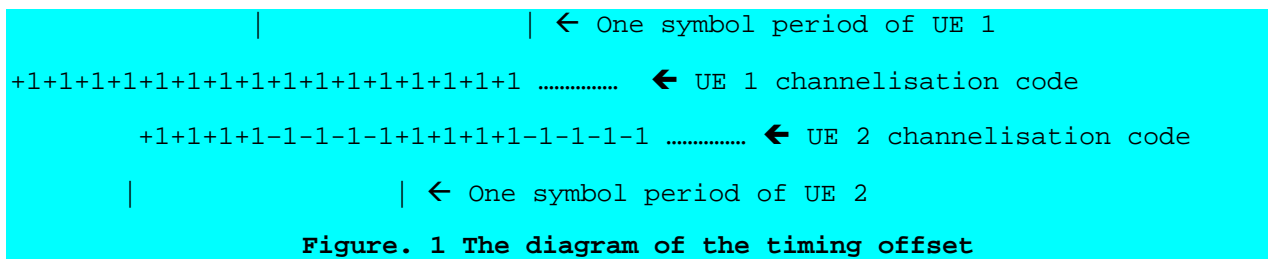 |                | ← One symbol period of UE 1
+1+1+1+1+1+1+1+1+1+1+1+1+1+1+1+1 …………… ← UE 1 channelisation code
+1+1+1+1-1-1-1-1+1+1+1+1-1-1-1-1 …………… ← UE 2 channelisation code
|                | ← One symbol period of UE 2
Figure. 1 The diagram of the timing offset